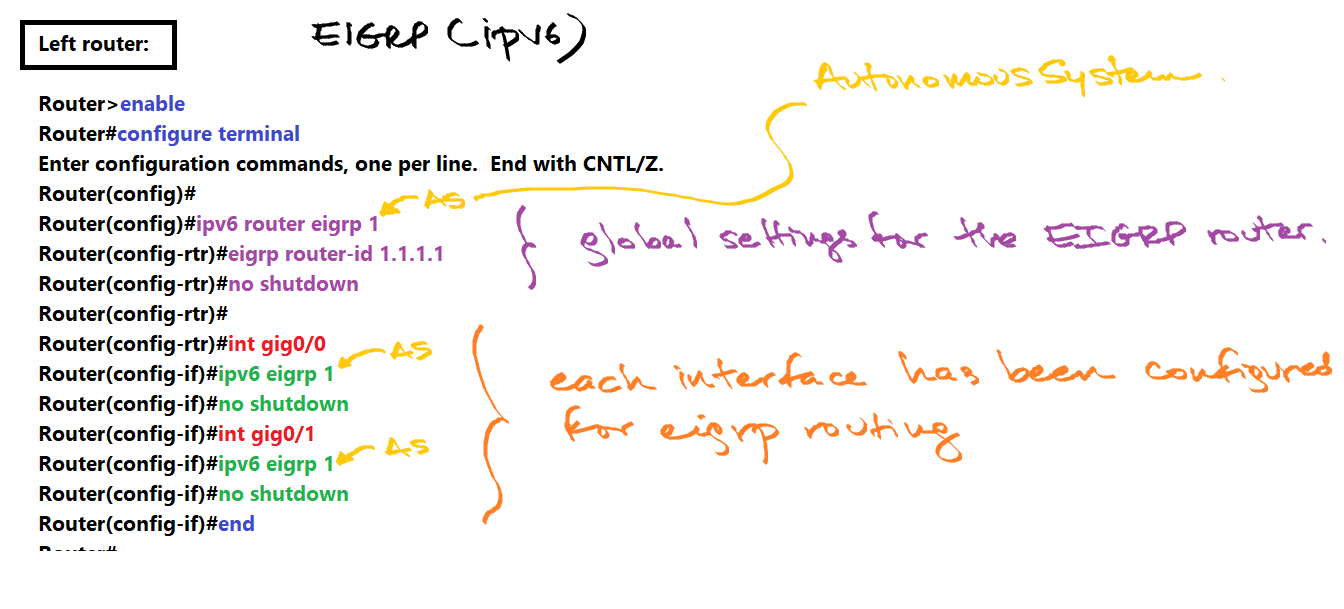 EIGRP (ipv6)
Left router:
Autonomous System.
Router>enable
Router#configure terminal
Enter configuration commands, one per line.  End with CNTL/Z.
Router(config)#
AS
Router(config)#ipv6 router eigrp 1
Router(config-rtr)#eigrp router-id 1.1.1.1
Router(config-rtr)#no shutdown
global settings for the EIGRP router.
Router(config-rtr)#
Router(config-rtr)#int gig0/0
AS
Router(config-if)#ipv6 eigrp 1
Router(config-if)#no shutdown
each interface has been configured
for eigrp routing
Router(config-if)#int gig0/1
AS
Router(config-if)#ipv6 eigrp 1
Router(config-if)#no shutdown
Router(config-if)#end
Router#